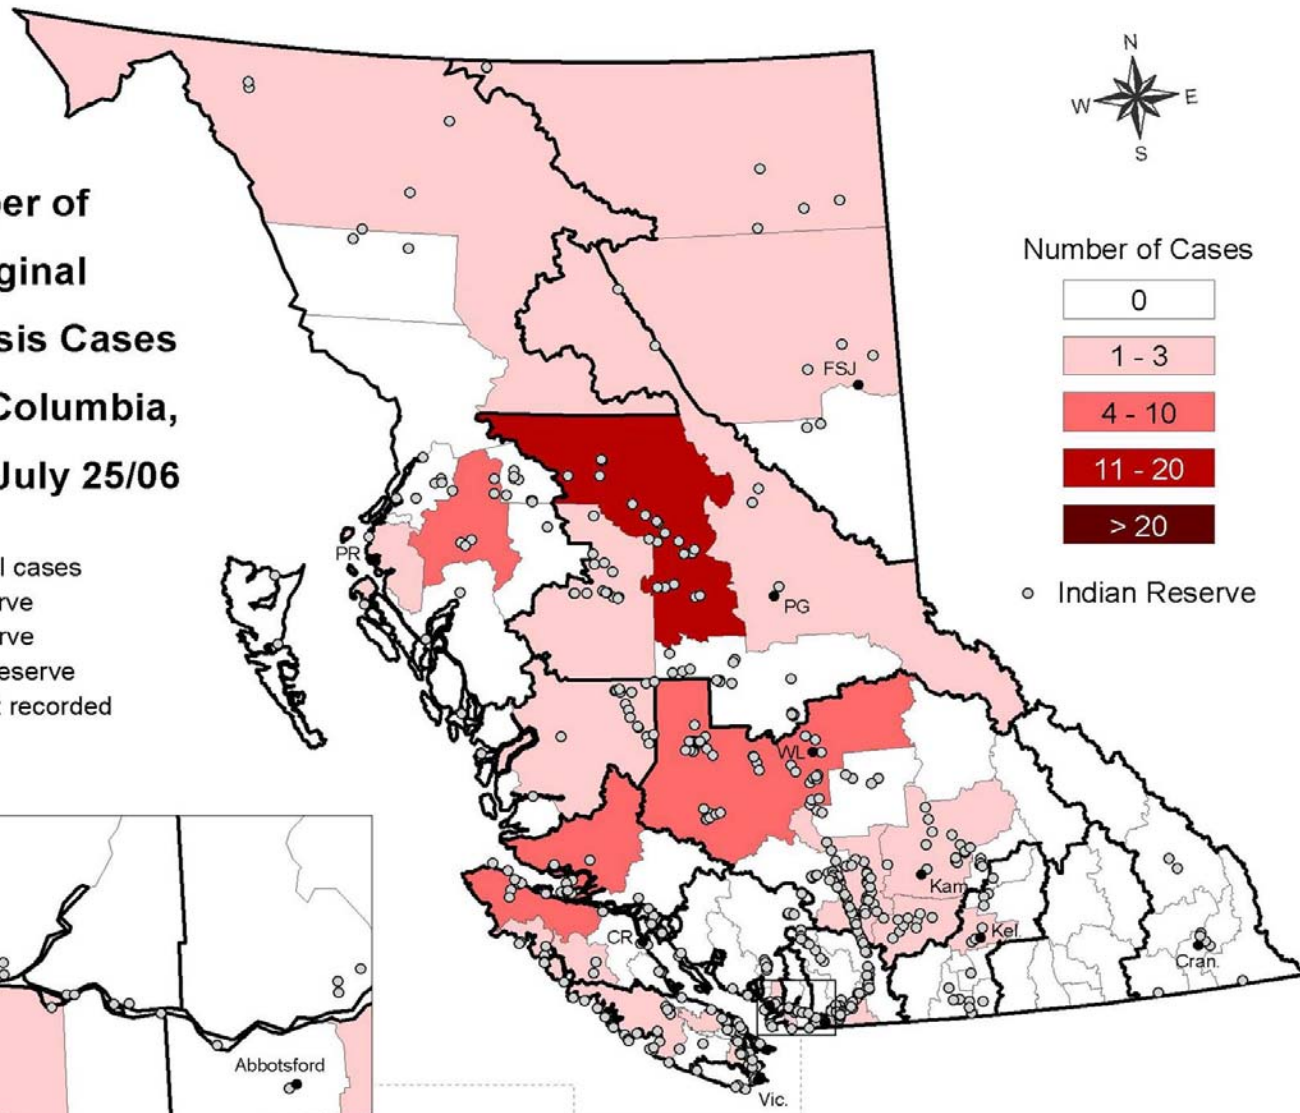 N
W E
S
er of
ginal
sis Cases
Columbia,
July 25/06
l cases
rve
rve
eserve
recorded
Number of Cases
0
1 - 3
4 - 10
11 - 20
> 20
Indian Reserve
FSJ
PR
PG
WL
Kam.
CR
Kel.
Cran.
Vic.
Abbotsford